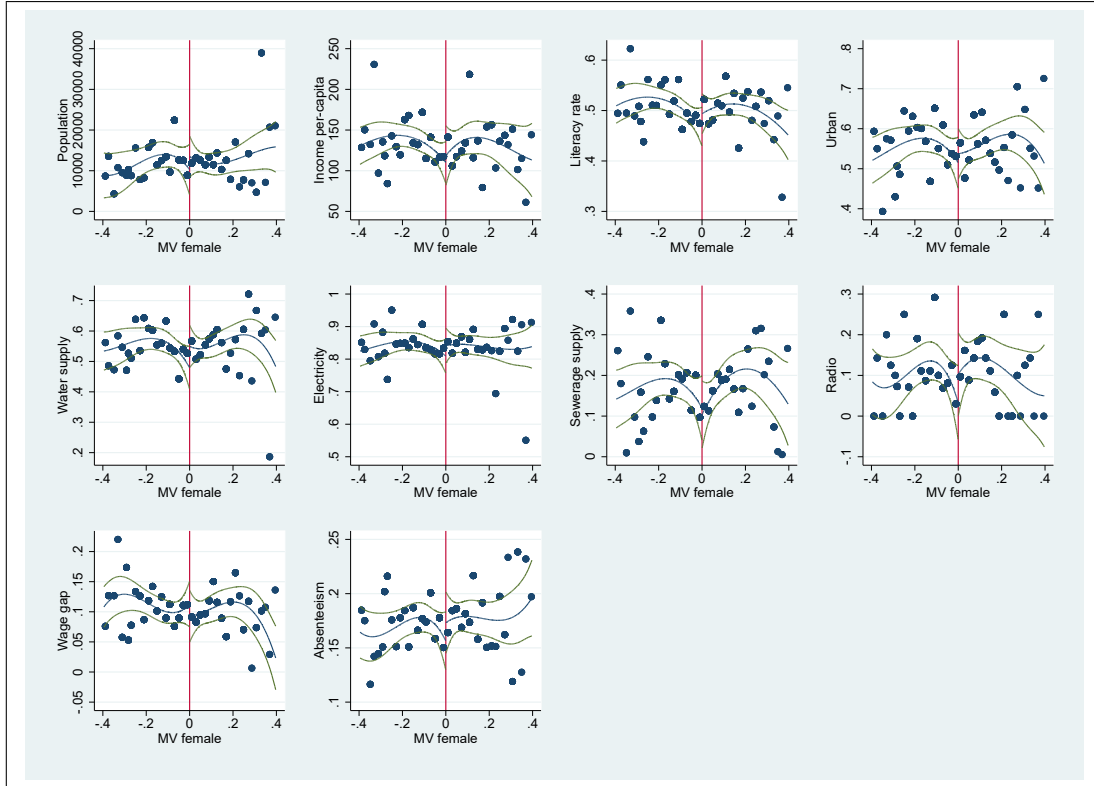 Population
0 10000 20000 30000 40000
-.4 -.2 0 .2 .4
MV female
Income per-capita
50 100 150 200 250
-.4 -.2 0 .2 .4
MV female
Literacy rate
.3 .4 .5 .6
-.4 -.2 0 .2 .4
MV female
Urban
.4 .5 .6 .7 .8
-.4 -.2 0 .2 .4
MV female
Water supply
.2 .3 .4 .5 .6 .7
-.4 -.2 0 .2 .4
MV female
Electricity
.5 .6 .7 .8 .9 1
-.4 -.2 0 .2 .4
MV female
Sewerage supply
0 .1 .2 .3 .4
-.4 -.2 0 .2 .4
MV female
Radio
-.1 0 .1 .2 .3
-.4 -.2 0 .2 .4
MV female
Wage gap
-.05 0 .05 .1 .15 .2
-.4 -.2 0 .2 .4
MV female
Absenteeism
.1 .15 .2 .25
-.4 -.2 0 .2 .4
MV female